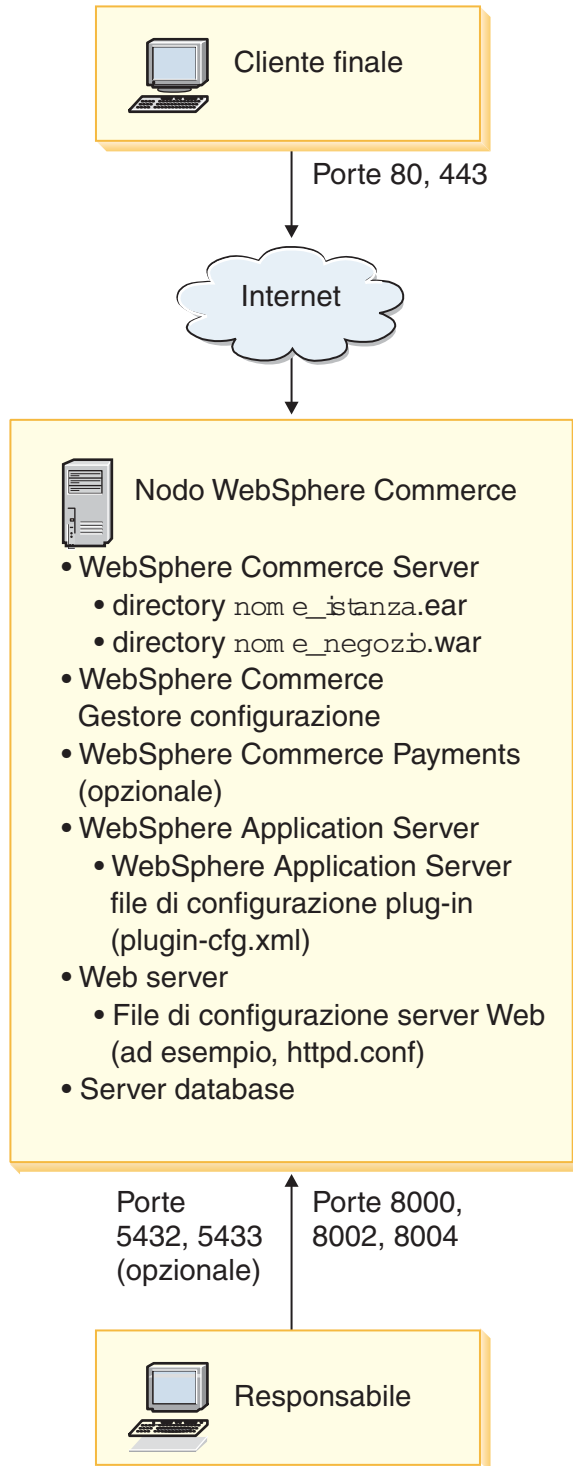 Cliente finale
Porte 80, 443
Internet
Nodo WebSphere Commerce
• WebSphere Commerce Server
• directory nome_istanza.ear
• directory nome_negozio.war
• WebSphere Commerce
Gestore configurazione
• WebSphere Commerce Payments
(opzionale)
• WebSphere Application Server
• WebSphere Application Server
file di configurazione plug-in
(plugin-cfg.xml)
• Web server
• File di configurazione server Web
(ad esempio, httpd.conf)
• Server database
Porte
5432, 5433
(opzionale)
Porte 8000,
8002, 8004
Responsabile